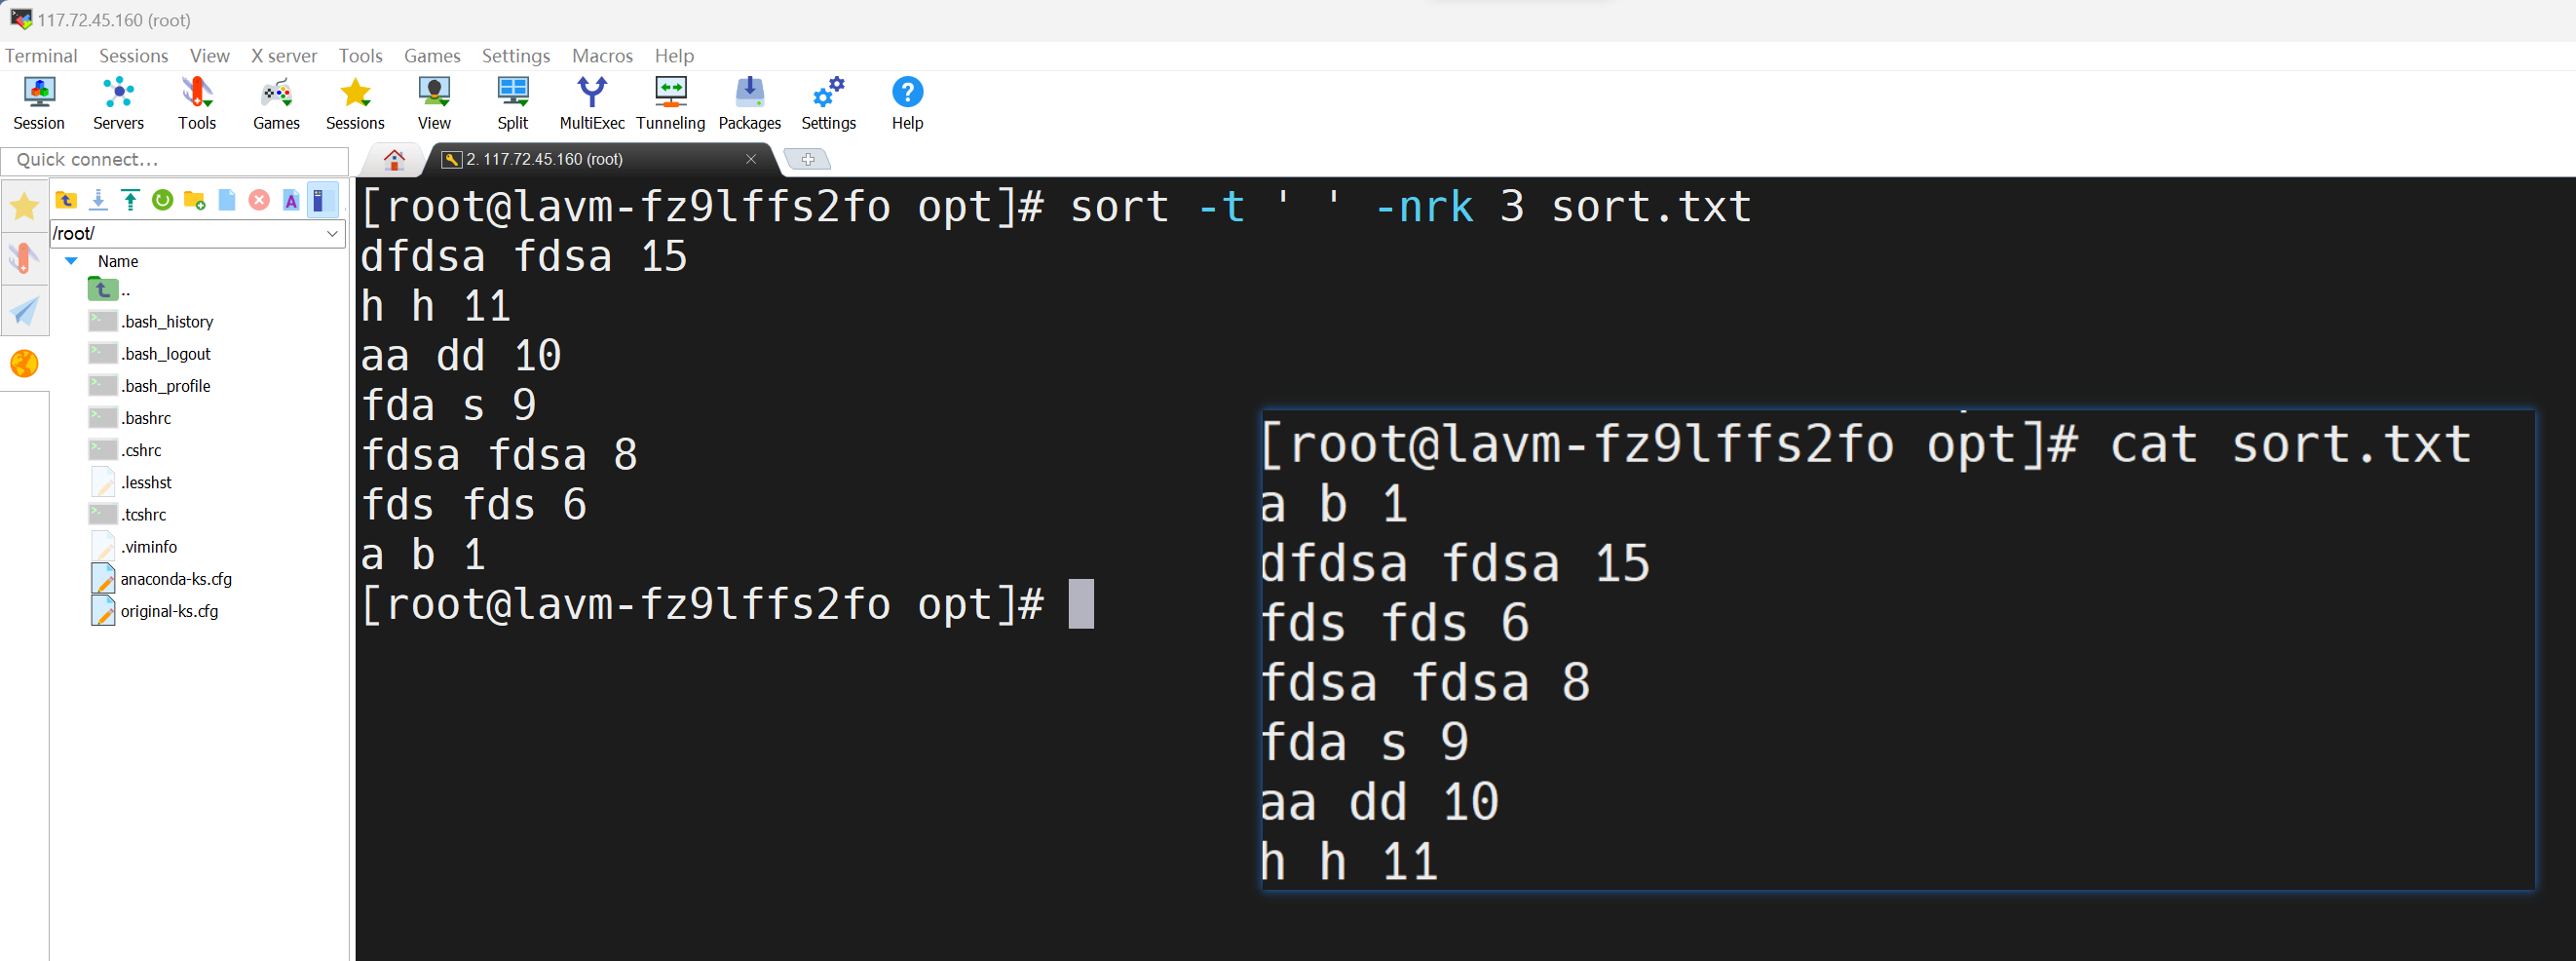 117.72.45.160 (root)
Terminal Sessions View X server Tools Games Settings Macros Help
Session Servers Tools Games Sessions View Split MultiExec Tunneling Packages Settings Help
Quick connect...
2. 117.72.45.160 (root)
/root/
Name
..
.bash_history
.bash_logout
.bash_profile
.bashrc
.cshrc
.lesshst
.tcshrc
.viminfo
anaconda-ks.cfg
original-ks.cfg
[root@lavm-fz9lffs2fo opt]# sort -t ' ' -nrk 3 sort.txt
dfdsa fdsa 15
h h 11
aa dd 10
fda s 9
fdsa fdsa 8
fds fds 6
a b 1
[root@lavm-fz9lffs2fo opt]#
[root@lavm-fz9lffs2fo opt]# cat sort.txt
a b 1
dfdsa fdsa 15
fds fds 6
fdsa fdsa 8
fda s 9
aa dd 10
h h 11